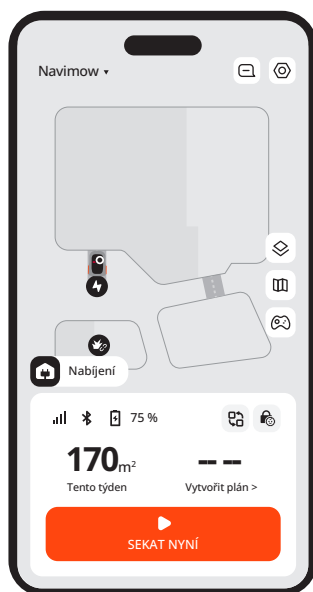 Navimow ▾
Nabíjení
75 %
170m²
-- --
Tento týden
Vytvořit plán >
SEKAT NYNÍ